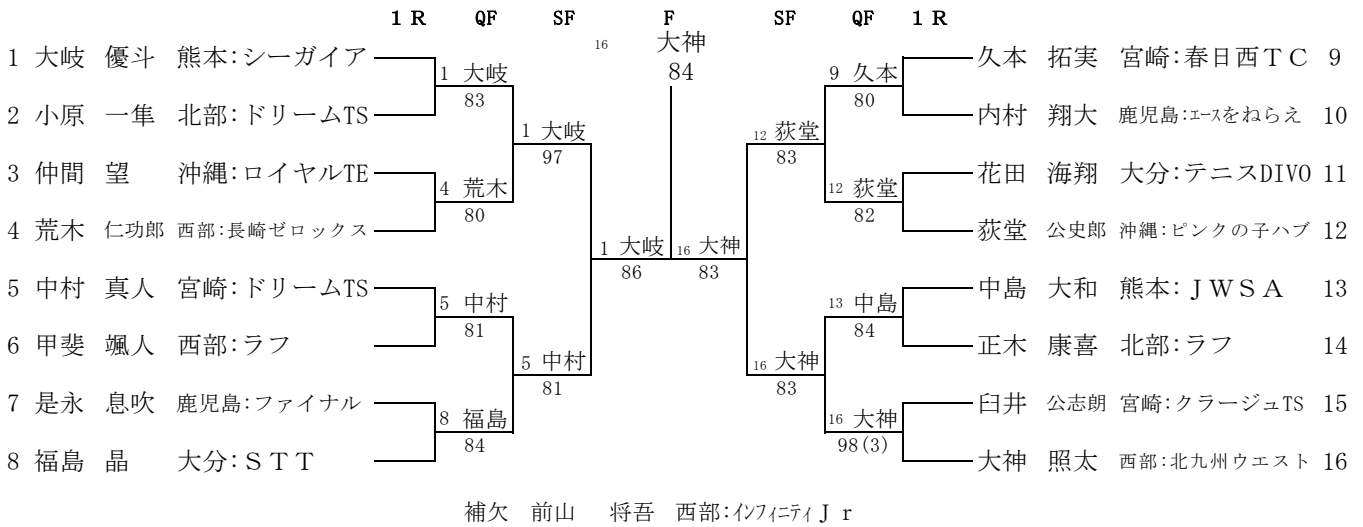 1 R QF SF F SF QF 1 R
16 大神
84
1 大岐 優斗 熊本:シーガイア
1 大岐
83
2 小原 一隼 北部:ドリームTS
1 大岐
97
3 仲間 望 沖縄:ロイヤルTE
4 荒木
80
4 荒木 仁功郎 西部:長崎ゼロックス
1 大岐
86
5 中村 真人 宮崎:ドリームTS
5 中村
81
6 甲斐 颯人 西部:ラフ
5 中村
81
7 是永 息吹 鹿児島:ファイナル
8 福島
84
8 福島 晶 大分:ＳＴＴ
久本 拓実 宮崎:春日西ＴＣ 9
9 久本
80
内村 翔大 鹿児島:エースをねらえ 10
12 荻堂
83
花田 海翔 大分:テニスDIVO 11
12 荻堂
82
荻堂 公史郎 沖縄:ピンクの子ハブ 12
16 大神
83
中島 大和 熊本:ＪＷＳＡ 13
13 中島
84
正木 康喜 北部:ラフ 14
16 大神
83
臼井 公志朗 宮崎:クラージュTS 15
16 大神
98(3)
大神 照太 西部:北九州ウエスト 16
補欠 前山 将吾 西部:インフィニティＪｒ